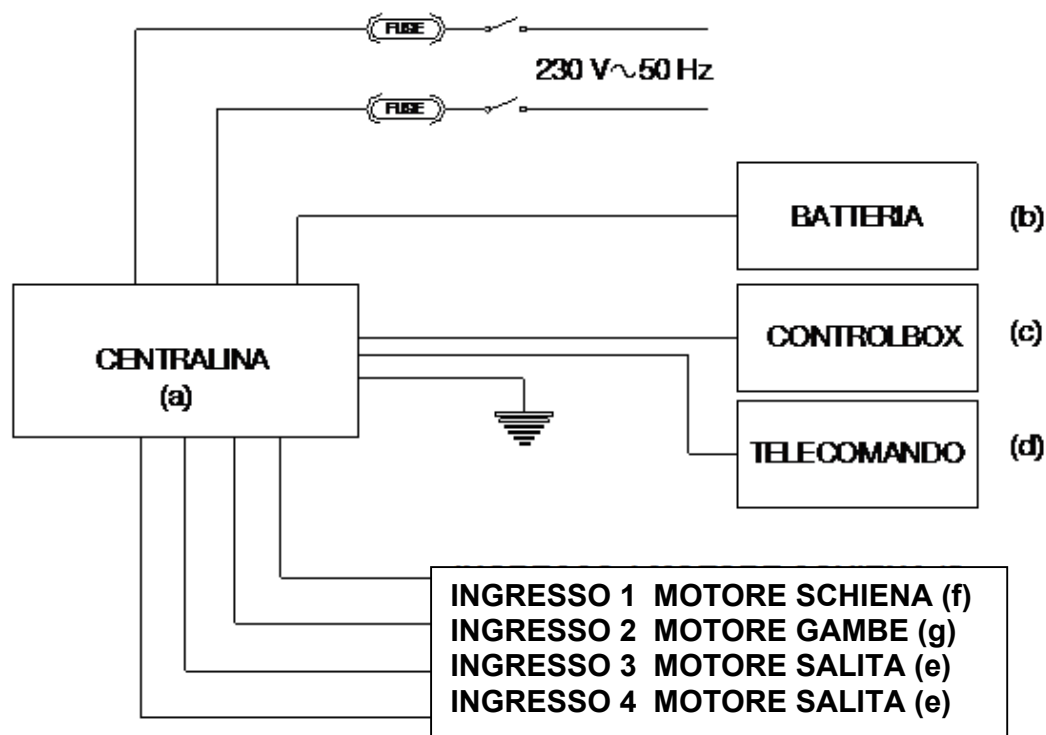 FUSE
230 V~50 Hz
FUSE
BATTERIA (b)
CENTRALINA
(a)
CONTROLBOX (c)
TELECOMANDO (d)
INGRESSO 1 MOTORE SCHIENA (f)
INGRESSO 2 MOTORE GAMBE (g)
INGRESSO 3 MOTORE SALITA (e)
INGRESSO 4 MOTORE SALITA (e)